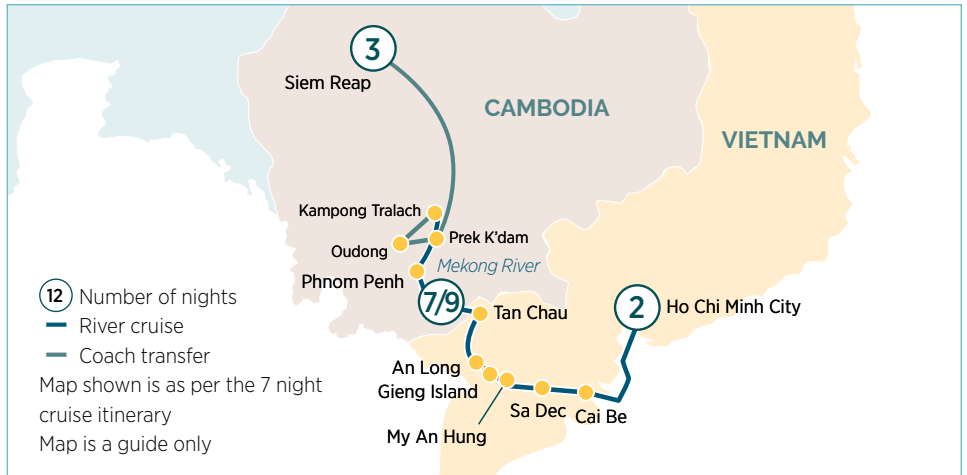 3
Siem Reap
CAMBODIA
VIETNAM
Kampong Tralach
Prek K'dam
Oudong
Mekong River
Phnom Penh
7/9
2
Ho Chi Minh City
Tan Chau
An Long
Gieng Island
Sa Dec
Cai Be
My An Hung
12 Number of nights
River cruise
Coach transfer
Map shown is as per the 7 night
cruise itinerary
Map is a guide only